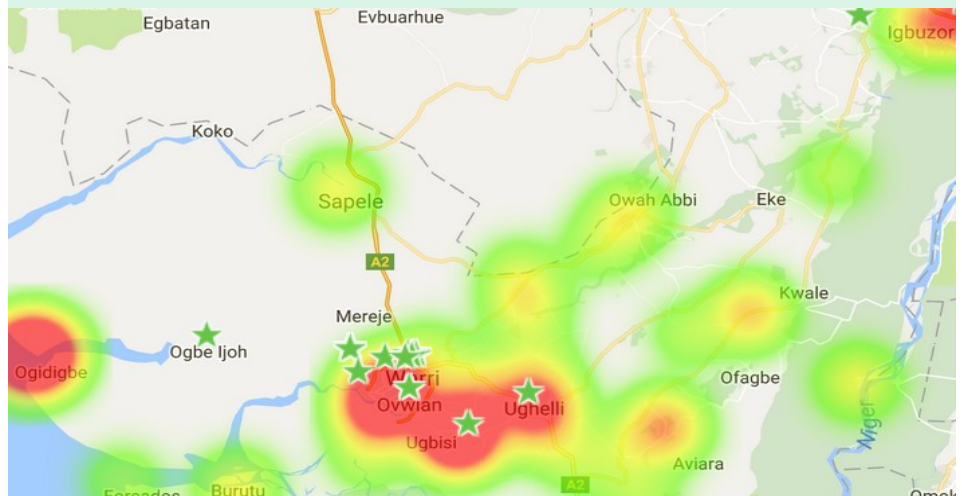 Egbatan
Evbuarhue
Igbuzor
Koko
Sapele
Owah Abbi
Eke
A2
Kwale
Mereje
Ogbe Ijoh
Ogidigbe
Warri
Ofagbe
Ovwian
Ughelli
Niger
Ugbisi
Aviara
A2
Burutu